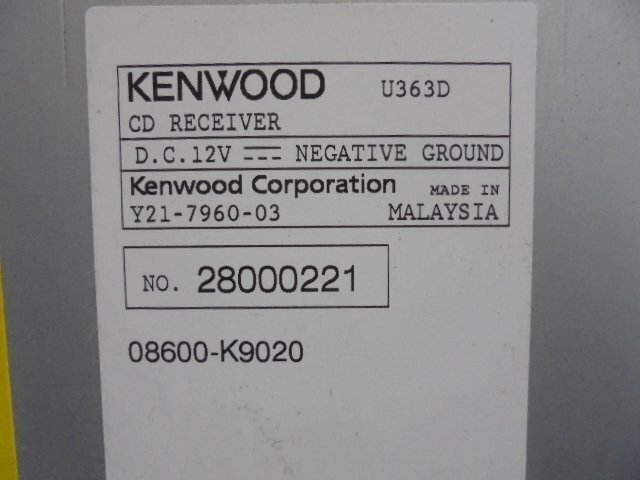 KENWOOD U363D
CD RECEIVER
D.C.12V ⎓ NEGATIVE GROUND
Kenwood Corporation MADE IN
Y21-7960-03 MALAYSIA
NO. 28000221
08600-K9020